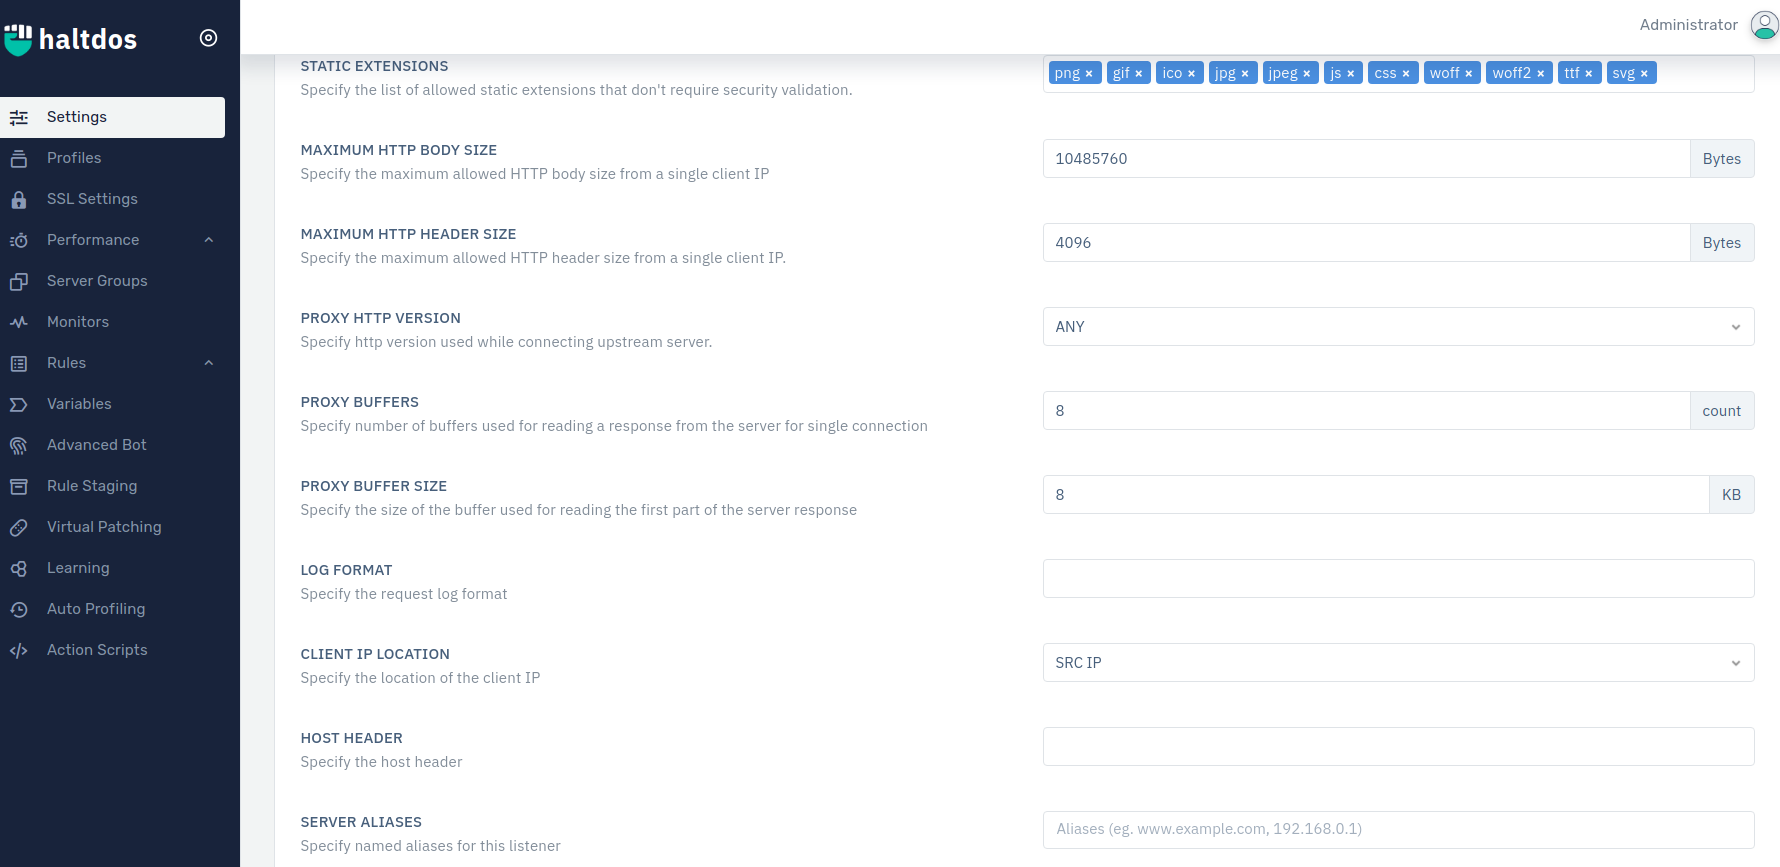 haltdos
Administrator
Settings
Profiles
SSL Settings
Performance
Server Groups
Monitors
Rules
Variables
Advanced Bot
Rule Staging
Virtual Patching
Learning
Auto Profiling
Action Scripts
STATIC EXTENSIONS
Specify the list of allowed static extensions that don't require security validation.
png × gif × ico × jpg × jpeg × js × css × woff × woff2 × ttf × svg ×
MAXIMUM HTTP BODY SIZE
Specify the maximum allowed HTTP body size from a single client IP
10485760 Bytes
MAXIMUM HTTP HEADER SIZE
Specify the maximum allowed HTTP header size from a single client IP.
4096 Bytes
PROXY HTTP VERSION
Specify http version used while connecting upstream server.
ANY
PROXY BUFFERS
Specify number of buffers used for reading a response from the server for single connection
8 count
PROXY BUFFER SIZE
Specify the size of the buffer used for reading the first part of the server response
8 KB
LOG FORMAT
Specify the request log format
CLIENT IP LOCATION
Specify the location of the client IP
SRC IP
HOST HEADER
Specify the host header
SERVER ALIASES
Specify named aliases for this listener
Aliases (eg. www.example.com, 192.168.0.1)